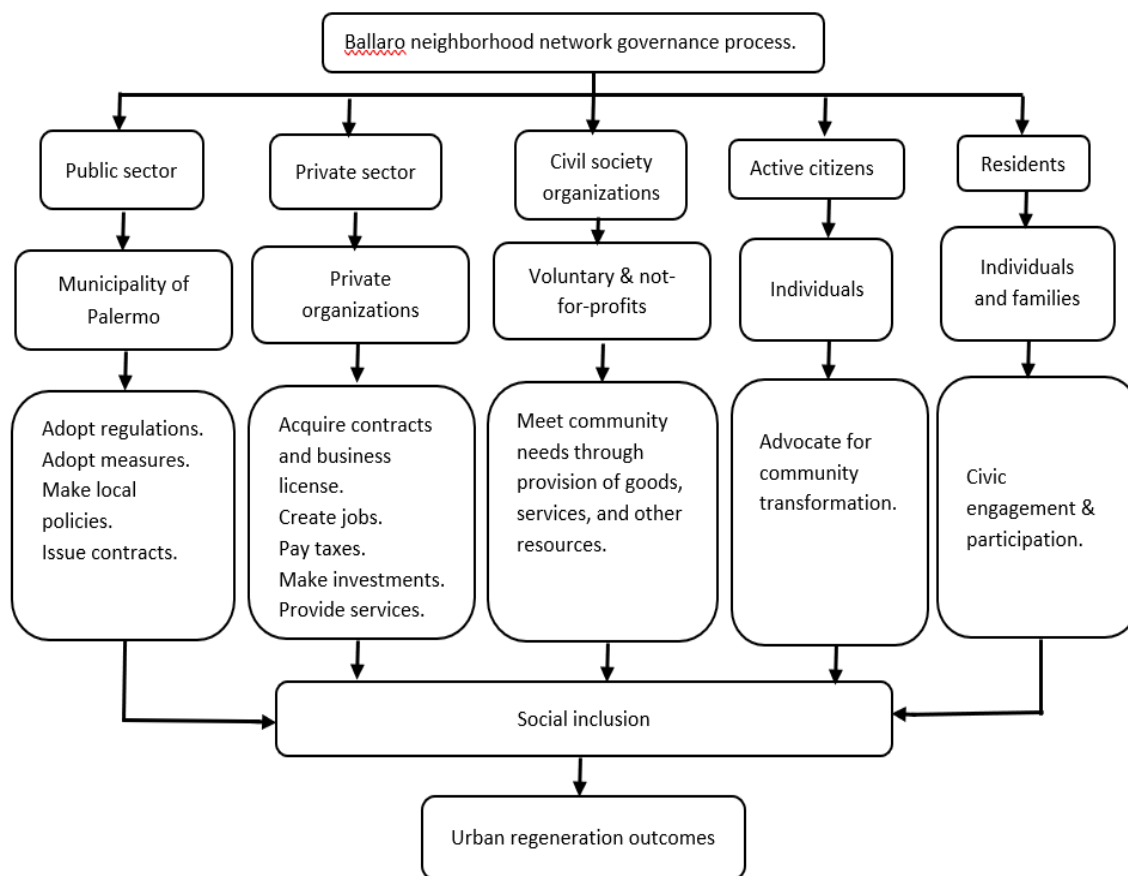 Ballaro neighborhood network governance process.
Public sector
Private sector
Civil society
organizations
Active citizens
Residents
Municipality of
Palermo
Private
organizations
Voluntary & not-
for-profits
Individuals
Individuals
and families
Adopt regulations.
Adopt measures.
Make local
policies.
Issue contracts.
Acquire contracts
and business
license.
Create jobs.
Pay taxes.
Make investments.
Provide services.
Meet community
needs through
provision of goods,
services, and other
resources.
Advocate for
community
transformation.
Civic
engagement &
participation.
Social inclusion
Urban regeneration outcomes